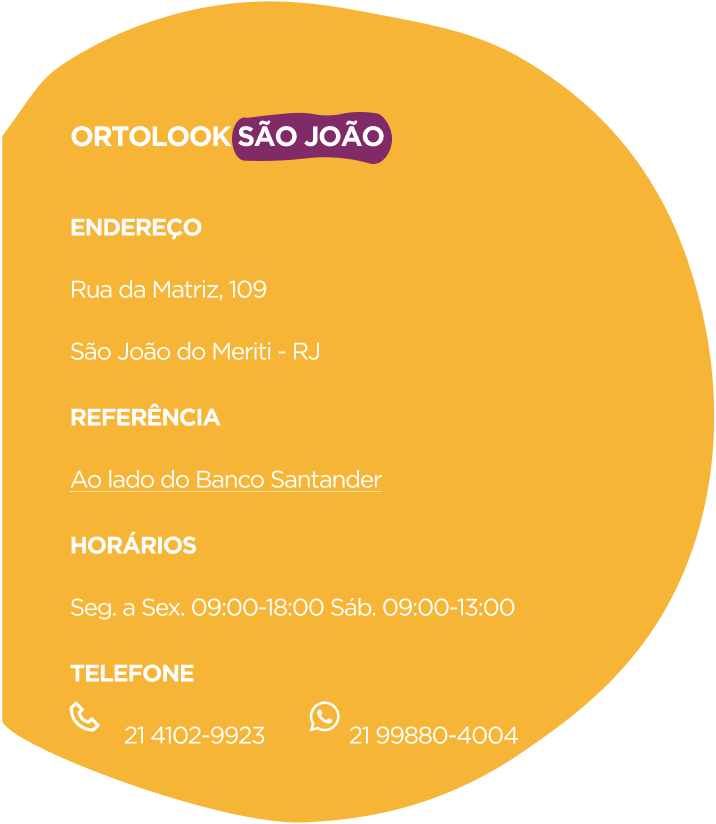 ORTOLOOK SÃO JOÃO
ENDEREÇO
Rua da Matriz, 109
São João do Meriti - RJ
REFERÊNCIA
Ao lado do Banco Santander
HORÁRIOS
Seg. a Sex. 09:00-18:00 Sáb. 09:00-13:00
TELEFONE
21 4102-9923 21 99880-4004